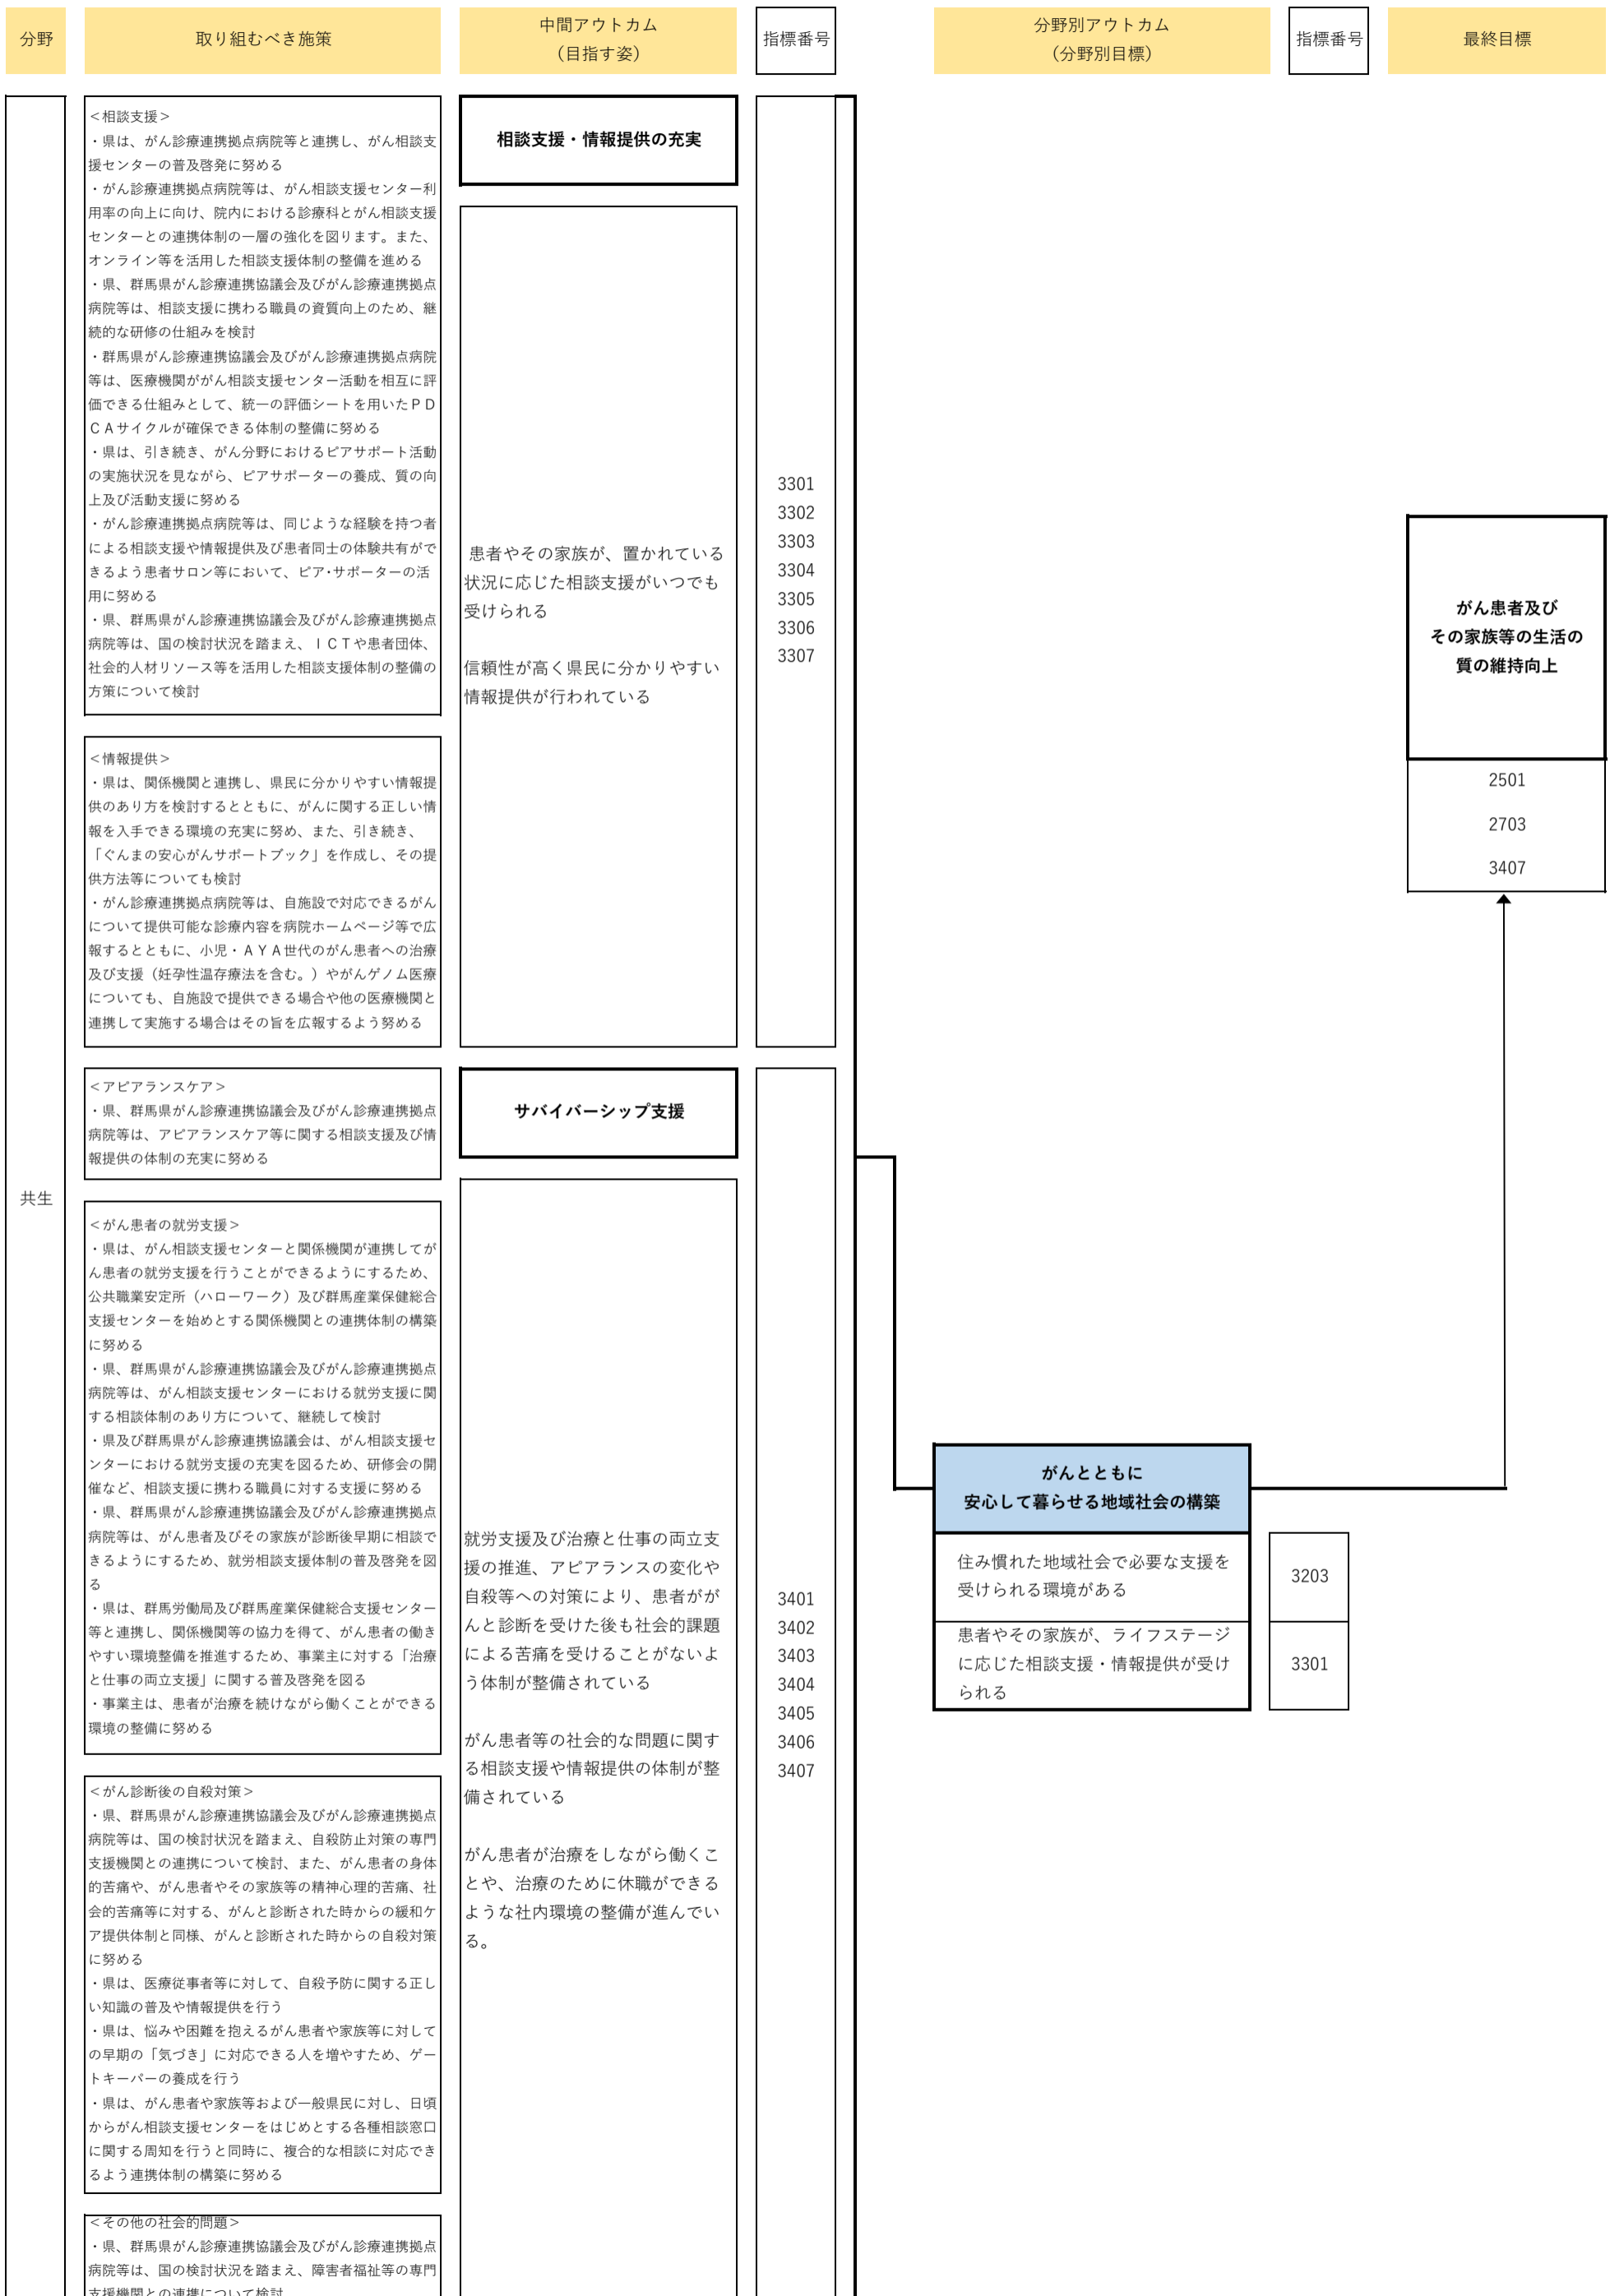 分野
取り組むべき施策
中間アウトカム
（目指す姿）
指標番号
分野別アウトカム
（分野別目標）
指標番号
最終目標
共生
＜相談支援＞
・県は、がん診療連携拠点病院等と連携し、がん相談支
援センターの普及啓発に努める
・がん診療連携拠点病院等は、がん相談支援センター利
用率の向上に向け、院内における診療科とがん相談支援
センターとの連携体制の一層の強化を図ります。また、
オンライン等を活用した相談支援体制の整備を進める
・県、群馬県がん診療連携協議会及びがん診療連携拠点
病院等は、相談支援に携わる職員の資質向上のため、継
続的な研修の仕組みを検討
・群馬県がん診療連携協議会及びがん診療連携拠点病院
等は、医療機関ががん相談支援センター活動を相互に評
価できる仕組みとして、統一の評価シートを用いたＰＤ
ＣＡサイクルが確保できる体制の整備に努める
・県は、引き続き、がん分野におけるピアサポート活動
の実施状況を見ながら、ピアサポーターの養成、質の向
上及び活動支援に努める
・がん診療連携拠点病院等は、同じような経験を持つ者
による相談支援や情報提供及び患者同士の体験共有がで
きるよう患者サロン等において、ピア･サポーターの活
用に努める
・県、群馬県がん診療連携協議会及びがん診療連携拠点
病院等は、国の検討状況を踏まえ、ＩＣＴや患者団体、
社会的人材リソース等を活用した相談支援体制の整備の
方策について検討
＜情報提供＞
・県は、関係機関と連携し、県民に分かりやすい情報提
供のあり方を検討するとともに、がんに関する正しい情
報を入手できる環境の充実に努め、また、引き続き、
「ぐんまの安心がんサポートブック」を作成し、その提
供方法等についても検討
・がん診療連携拠点病院等は、自施設で対応できるがん
について提供可能な診療内容を病院ホームページ等で広
報するとともに、小児・ＡＹＡ世代のがん患者への治療
及び支援（妊孕性温存療法を含む。）やがんゲノム医療
についても、自施設で提供できる場合や他の医療機関と
連携して実施する場合はその旨を広報するよう努める
相談支援・情報提供の充実
患者やその家族が、置かれている
状況に応じた相談支援がいつでも
受けられる
信頼性が高く県民に分かりやすい
情報提供が行われている
3301
3302
3303
3304
3305
3306
3307
＜アピアランスケア＞
・県、群馬県がん診療連携協議会及びがん診療連携拠点
病院等は、アピアランスケア等に関する相談支援及び情
報提供の体制の充実に努める
＜がん患者の就労支援＞
・県は、がん相談支援センターと関係機関が連携してが
ん患者の就労支援を行うことができるようにするため、
公共職業安定所（ハローワーク）及び群馬産業保健総合
支援センターを始めとする関係機関との連携体制の構築
に努める
・県、群馬県がん診療連携協議会及びがん診療連携拠点
病院等は、がん相談支援センターにおける就労支援に関
する相談体制のあり方について、継続して検討
・県及び群馬県がん診療連携協議会は、がん相談支援セ
ンターにおける就労支援の充実を図るため、研修会の開
催など、相談支援に携わる職員に対する支援に努める
・県、群馬県がん診療連携協議会及びがん診療連携拠点
病院等は、がん患者及びその家族が診断後早期に相談で
きるようにするため、就労相談支援体制の普及啓発を図
る
・県は、群馬労働局及び群馬産業保健総合支援センター
等と連携し、関係機関等の協力を得て、がん患者の働き
やすい環境整備を推進するため、事業主に対する「治療
と仕事の両立支援」に関する普及啓発を図る
・事業主は、患者が治療を続けながら働くことができる
環境の整備に努める
＜がん診断後の自殺対策＞
・県、群馬県がん診療連携協議会及びがん診療連携拠点
病院等は、国の検討状況を踏まえ、自殺防止対策の専門
支援機関との連携について検討、また、がん患者の身体
的苦痛や、がん患者やその家族等の精神心理的苦痛、社
会的苦痛等に対する、がんと診断された時からの緩和ケ
ア提供体制と同様、がんと診断された時からの自殺対策
に努める
・県は、医療従事者等に対して、自殺予防に関する正し
い知識の普及や情報提供を行う
・県は、悩みや困難を抱えるがん患者や家族等に対して
の早期の「気づき」に対応できる人を増やすため、ゲー
トキーパーの養成を行う
・県は、がん患者や家族等および一般県民に対し、日頃
からがん相談支援センターをはじめとする各種相談窓口
に関する周知を行うと同時に、複合的な相談に対応でき
るよう連携体制の構築に努める
＜その他の社会的問題＞
・県、群馬県がん診療連携協議会及びがん診療連携拠点
病院等は、国の検討状況を踏まえ、障害者福祉等の専門
支援機関との連携について検討
サバイバーシップ支援
就労支援及び治療と仕事の両立支
援の推進、アピアランスの変化や
自殺等への対策により、患者がが
んと診断を受けた後も社会的課題
による苦痛を受けることがないよ
う体制が整備されている
がん患者等の社会的な問題に関す
る相談支援や情報提供の体制が整
備されている
がん患者が治療をしながら働くこ
とや、治療のために休職ができる
ような社内環境の整備が進んでい
る。
3401
3402
3403
3404
3405
3406
3407
がんとともに
安心して暮らせる地域社会の構築
住み慣れた地域社会で必要な支援を
受けられる環境がある
3203
患者やその家族が、ライフステージ
に応じた相談支援・情報提供が受け
られる
3301
がん患者及び
その家族等の生活の
質の維持向上
2501
2703
3407